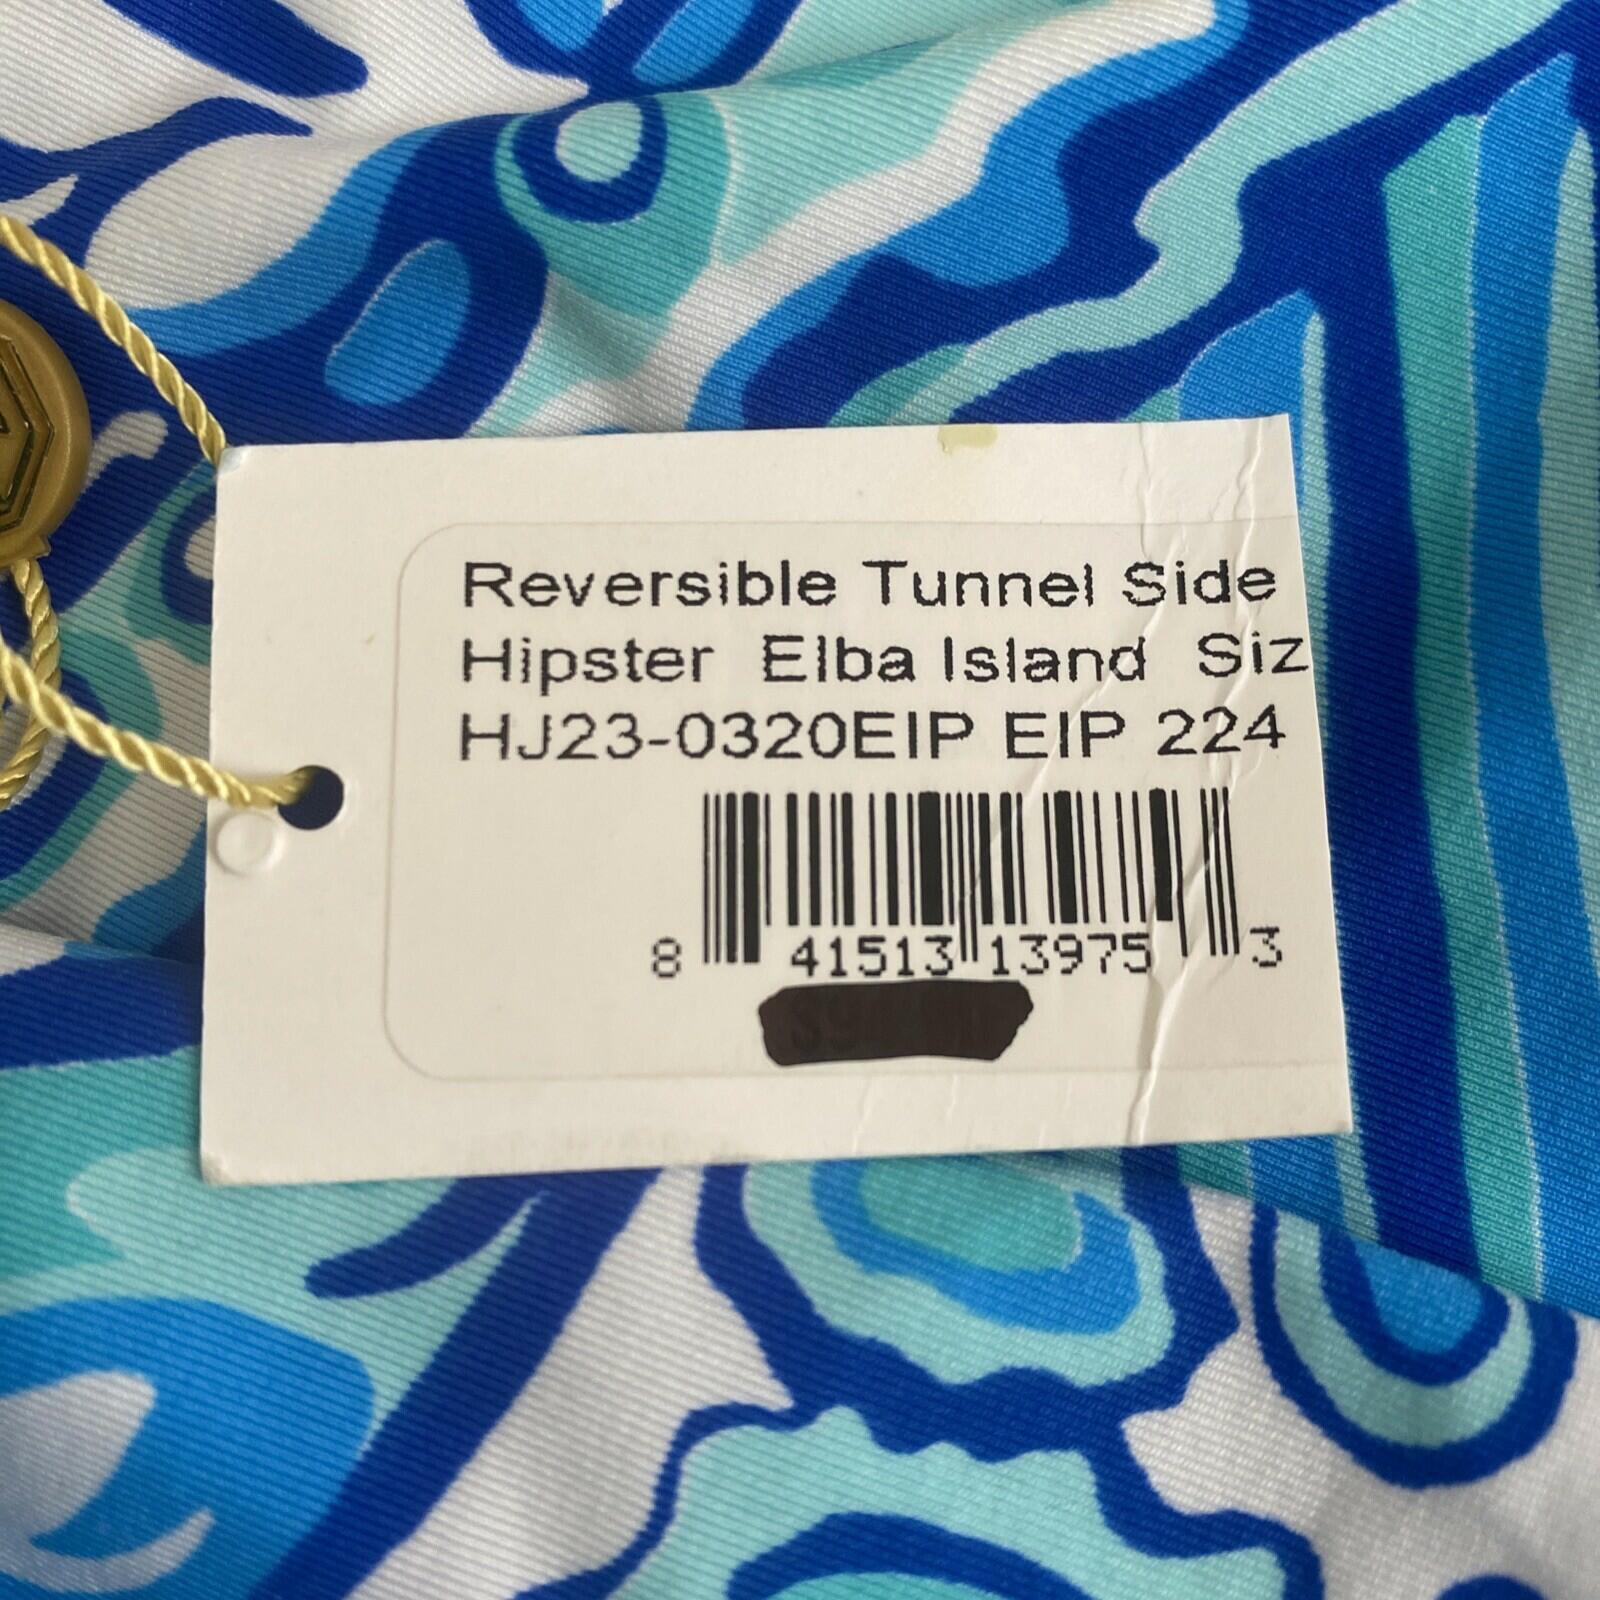 Reversible Tunnel Side
Hipster Elba Island Siz
HJ23-0320EIP EIP 224
8 41513 13975 3